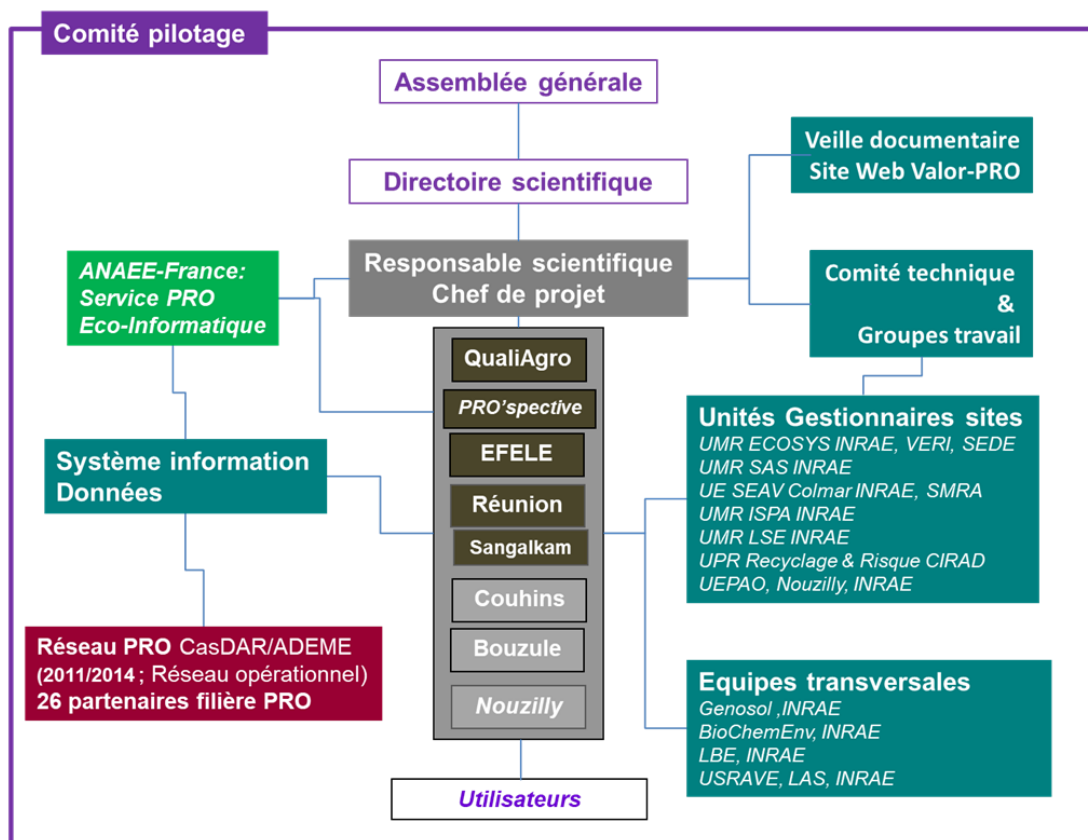 Comité pilotage
Assemblée générale
Directoire scientifique
Responsable scientifique
Chef de projet
Veille documentaire
Site Web Valor-PRO
ANAEE-France:
Service PRO
Eco-Informatique
Comité technique
&
Groupes travail
QualiAgro
PRO'spective
EFELE
Réunion
Sangalkam
Couhins
Bouzule
Nouzilly
Système information
Données
Unités Gestionnaires sites
UMR ECOSYS INRAE, VERI, SEDE
UMR SAS INRAE
UE SEAV Colmar INRAE, SMRA
UMR ISPA INRAE
UMR LSE INRAE
UPR Recyclage & Risque CIRAD
UEPAO, Nouzilly, INRAE
Réseau PRO CasDAR/ADEME
(2011/2014 ; Réseau opérationnel)
26 partenaires filière PRO
Equipes transversales
Genosol ,INRAE
BioChemEnv, INRAE
LBE, INRAE
USRAVE, LAS, INRAE
Utilisateurs